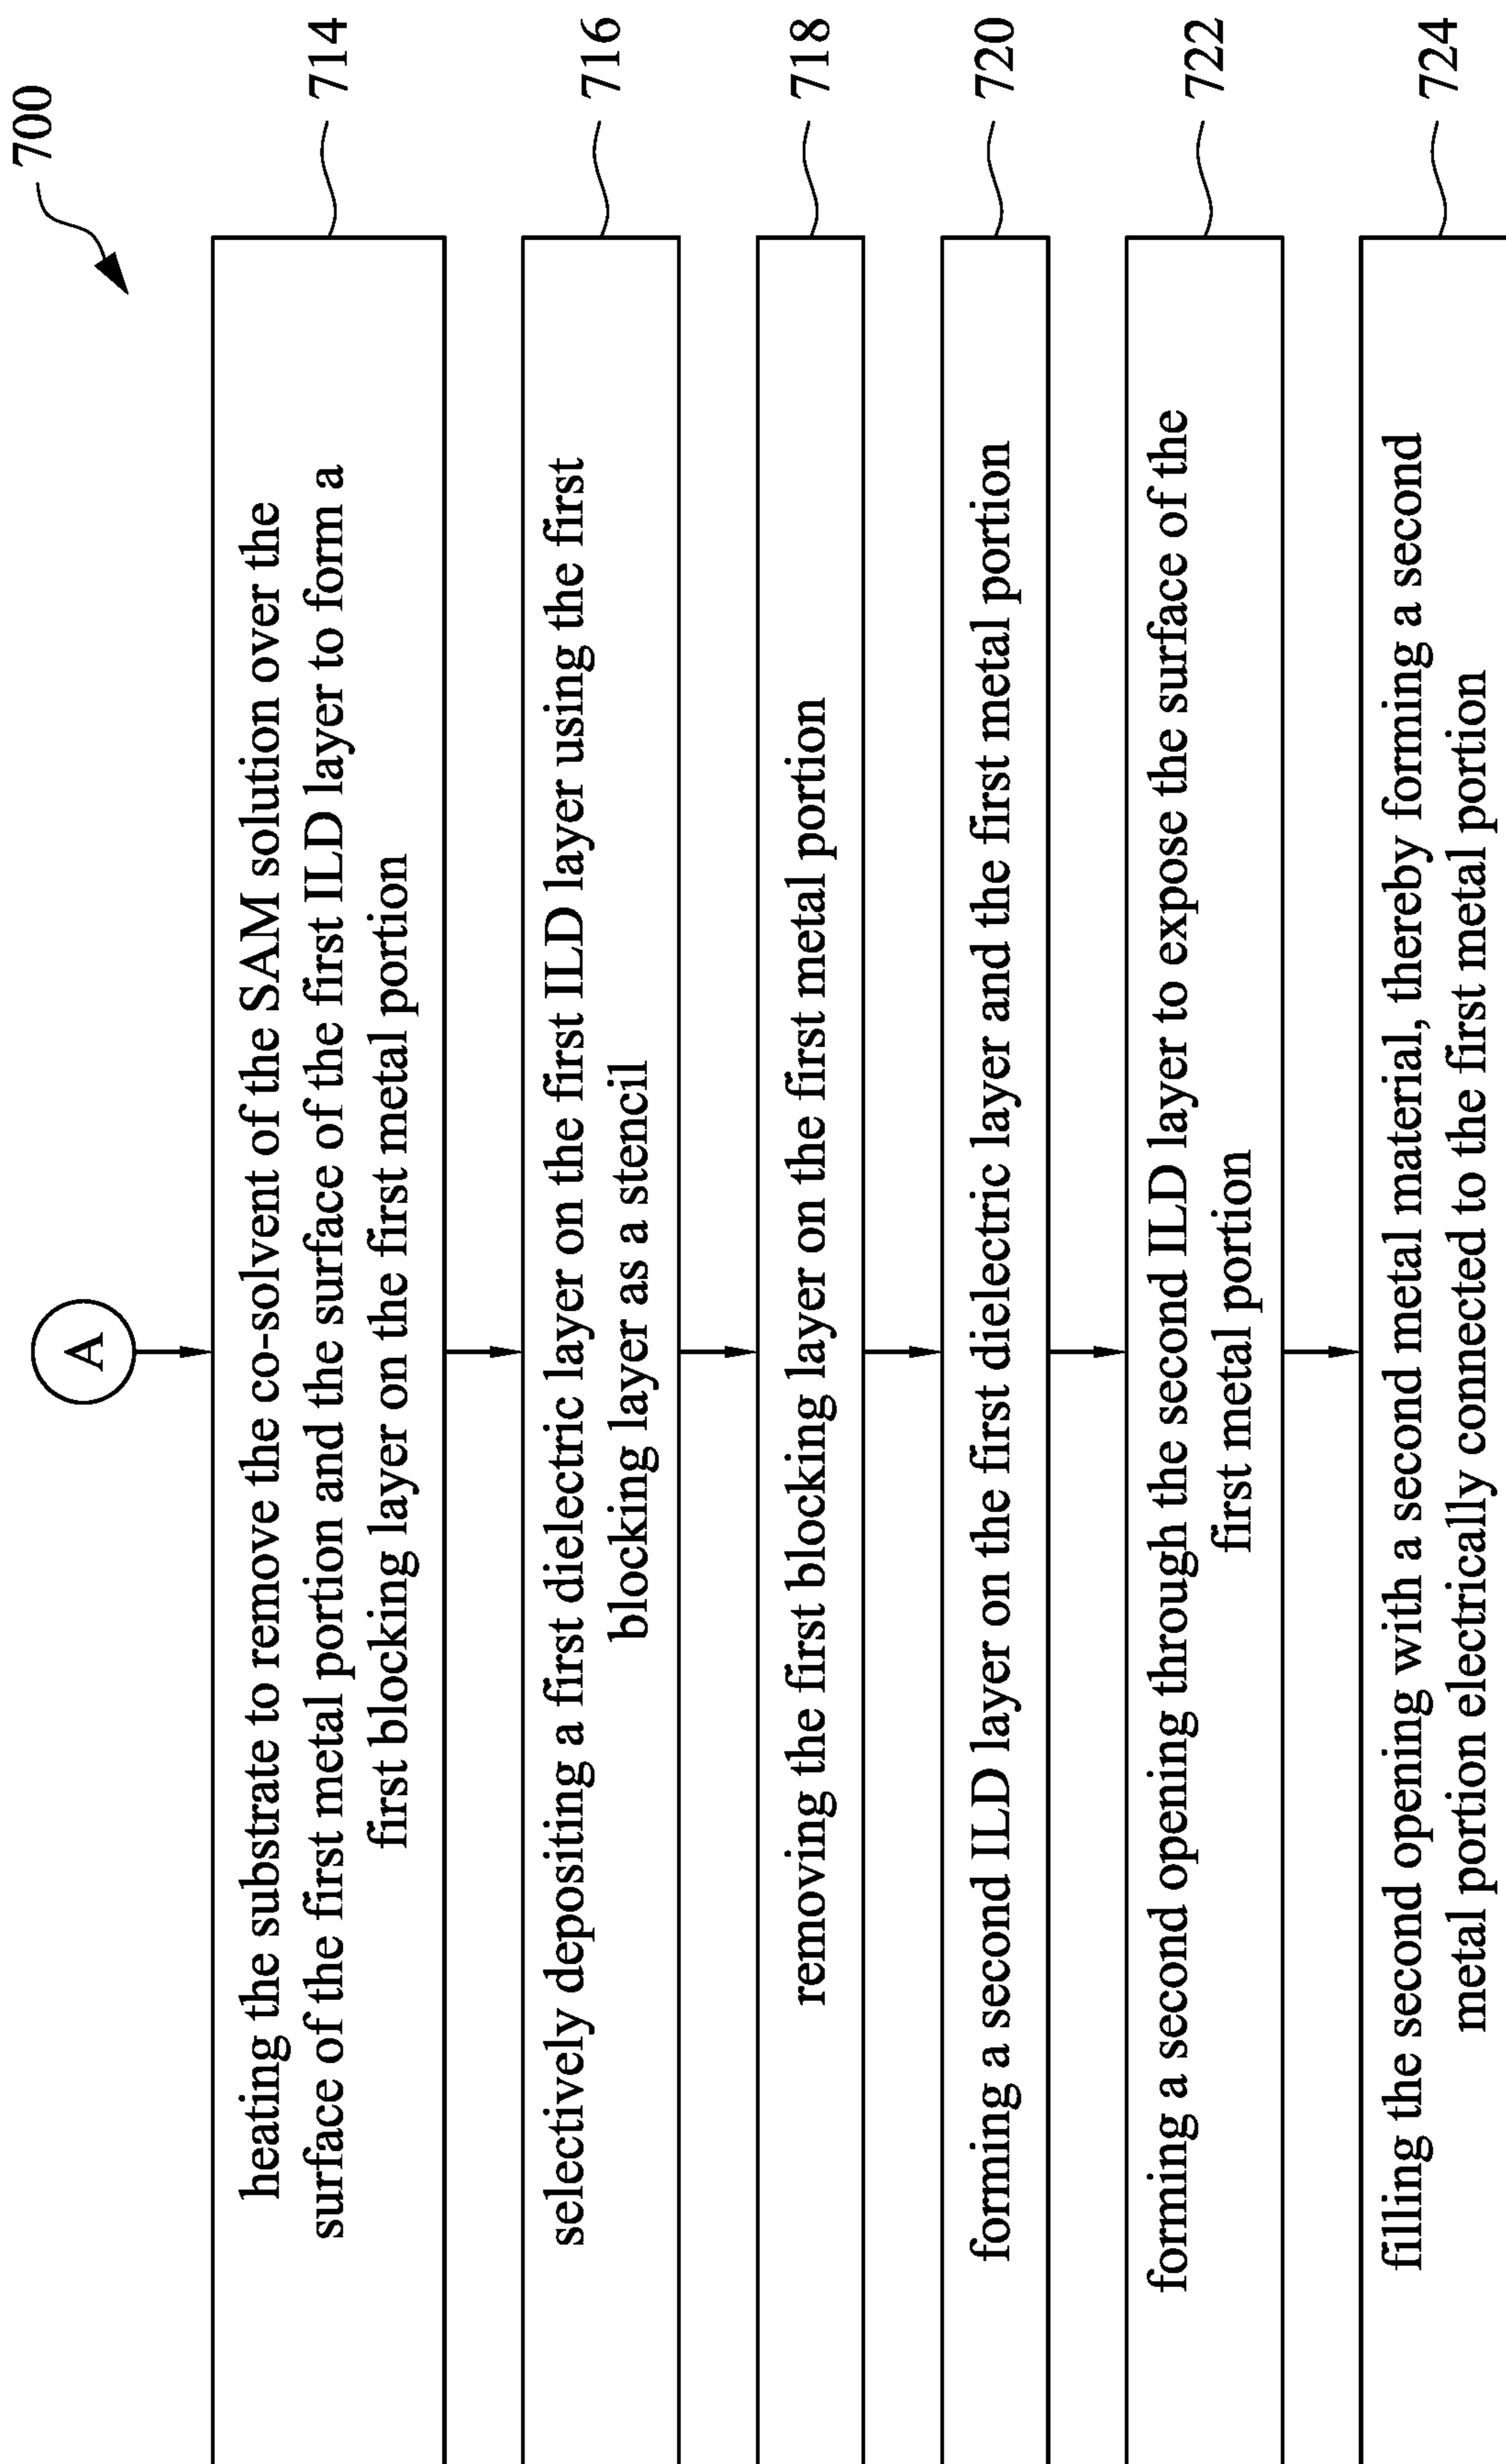 700
A
heating the substrate to remove the co-solvent of the SAM solution over the
surface of the first metal portion and the surface of the first ILD layer to form a
first blocking layer on the first metal portion
714
selectively depositing a first dielectric layer on the first ILD layer using the first
blocking layer as a stencil
716
removing the first blocking layer on the first metal portion
718
forming a second ILD layer on the first dielectric layer and the first metal portion
720
forming a second opening through the second ILD layer to expose the surface of the
first metal portion
722
filling the second opening with a second metal material, thereby forming a second
metal portion electrically connected to the first metal portion
724